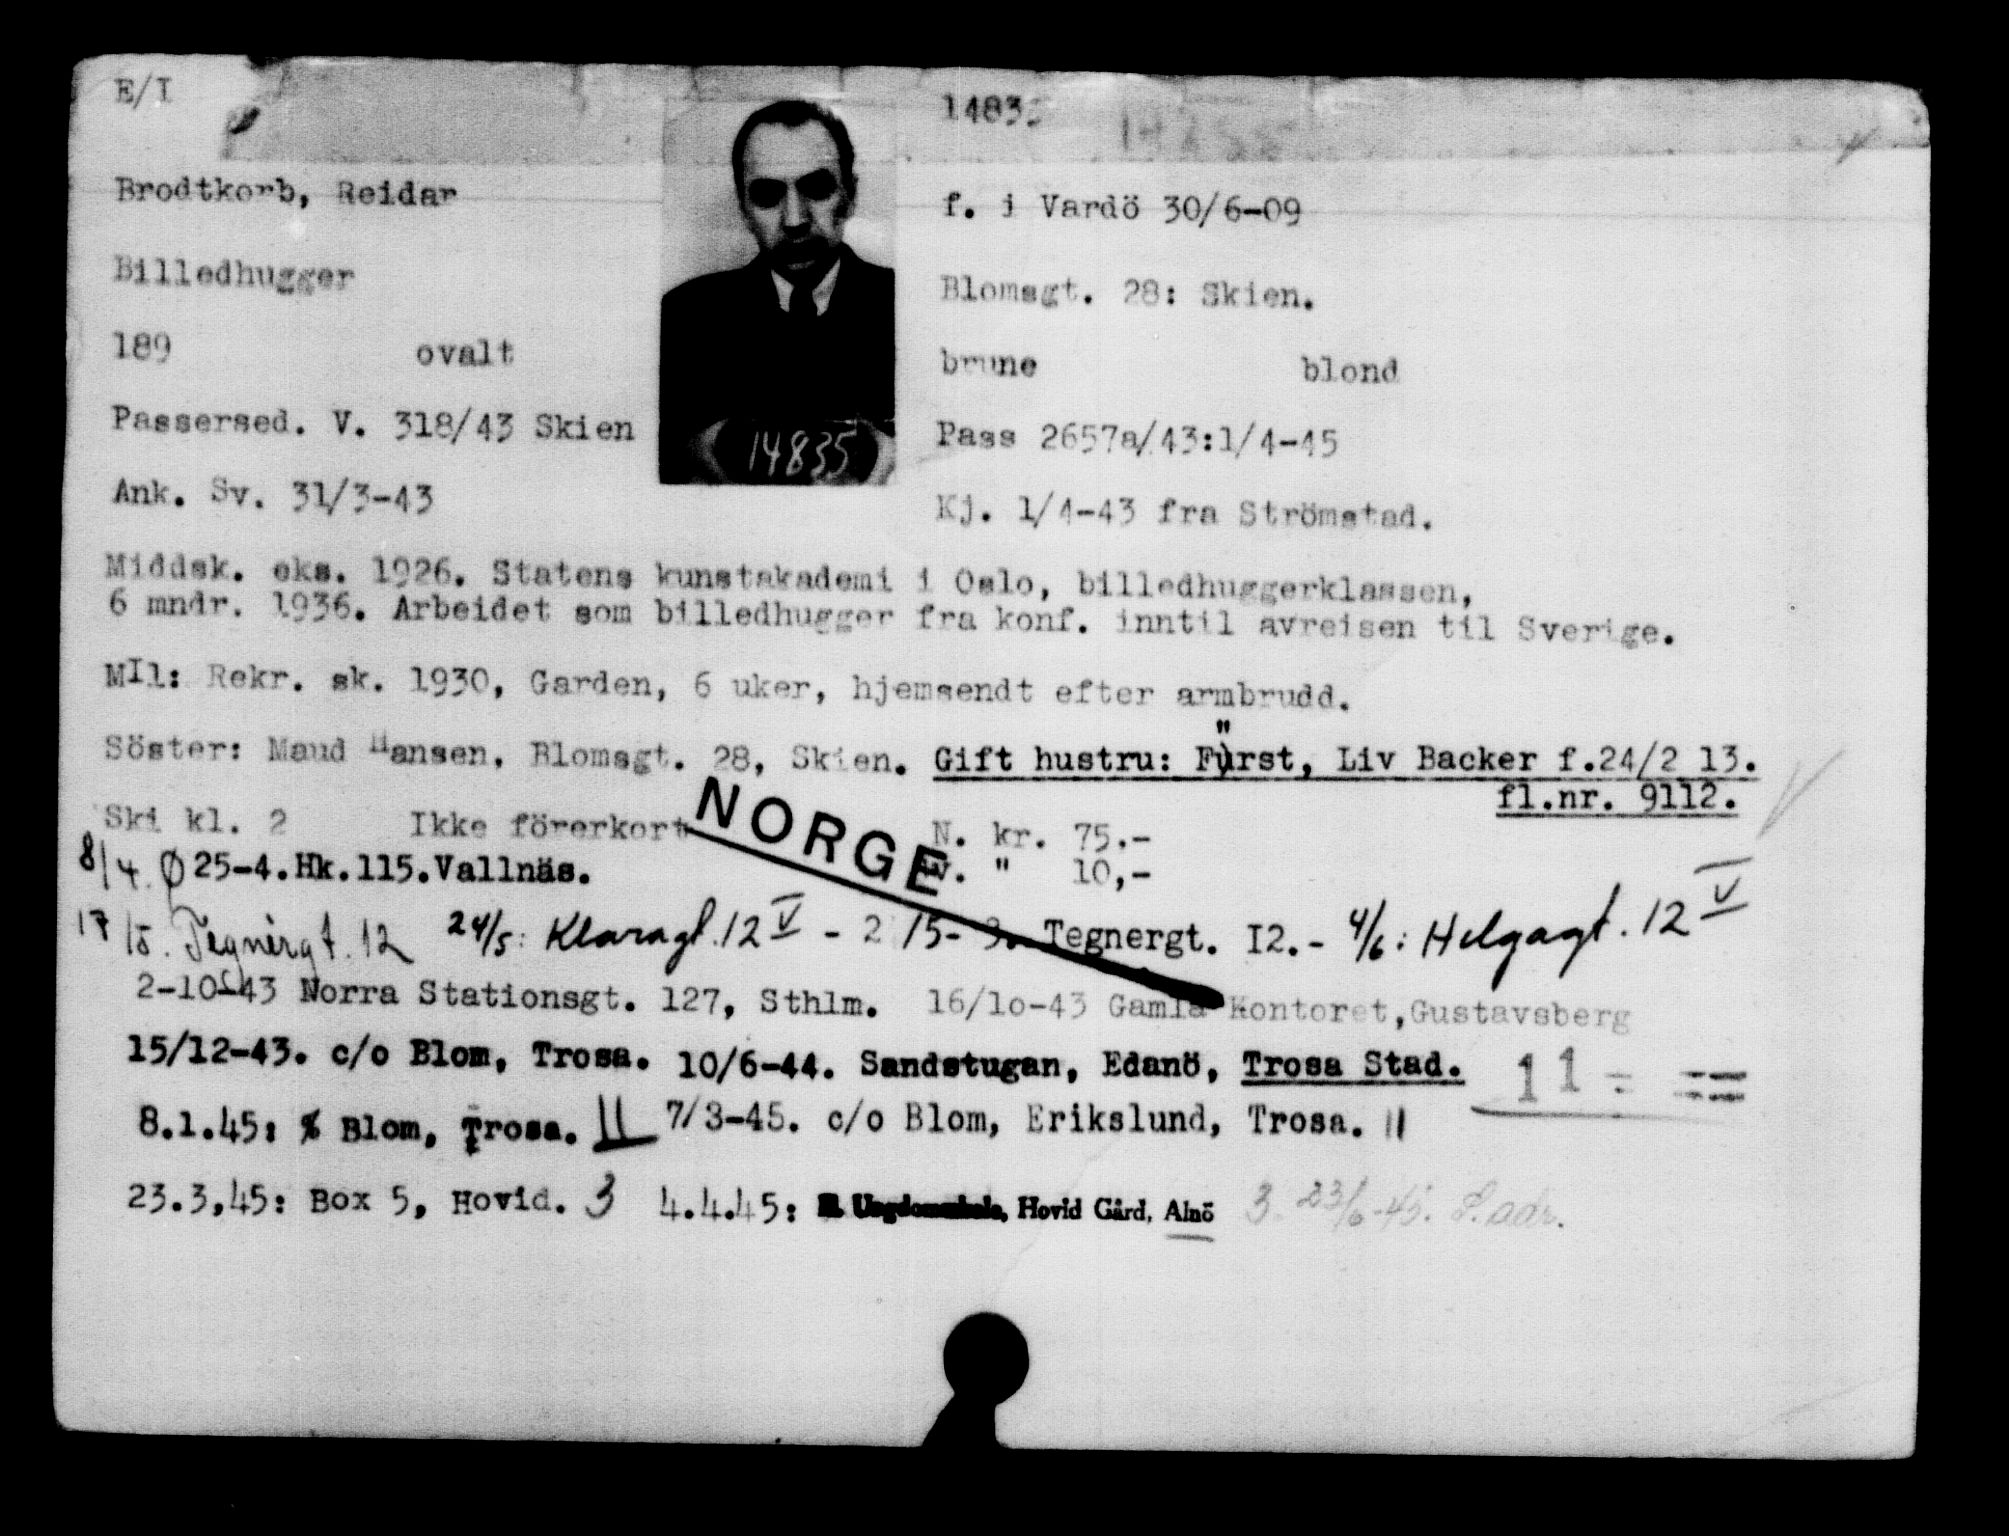 E/I
14835
Brodtkorb, Reidar
f. i Vardö 30/6-09
Billedhugger
Blomsgt. 28: Skien.
189 ovalt
brune blond
Passersed. V. 318/43 Skien
14835
Pass 2657a/43:1/4-45
Ank. Sv. 31/3-43
Kj. 1/4-43 fra Strömstad.
Middsk. eks. 1926. Statens kunstakademi i Oslo, billedhuggerklassen,
6 mndr. 1936. Arbeidet som billedhugger fra konf. inntil avreisen til Sverige.
MIl: Rekr. sk. 1930, Garden, 6 uker, hjemsendt efter armbrudd.
Söster: Maud Hansen, Blomsgt. 28, Skien. Gift hustru: Fürst, Liv Backer f.24/2 13.
fl.nr. 9112.
Ski kl. 2 Ikke förerkort N. kr. 75.-
NORGE
8/4. Ø 25-4.Hk.115.Vallnäs. " 10,-
17/5. Tegnérgt. 12 24/5: Klaragt. 12 V - Tegnergt. I2.- 4/6: Helgagt. 12 V
2-10-43 Norra Stationsgt. 127, Sthlm. 16/1o-43 Gamla Kontoret,Gustavsberg
15/12-43. c/o Blom, Trosa. 10/6-44. Sandstugan, Edanö, Trosa Stad. 11 = ==
8.1.45: % Blom, Trosa. 11 7/3-45. c/o Blom, Erikslund, Trosa. 11
23.3,45: Box 5, Hovid. 3 4.4.45: Hovid Gård, Alnö 3. 23/6-45. S. adr.